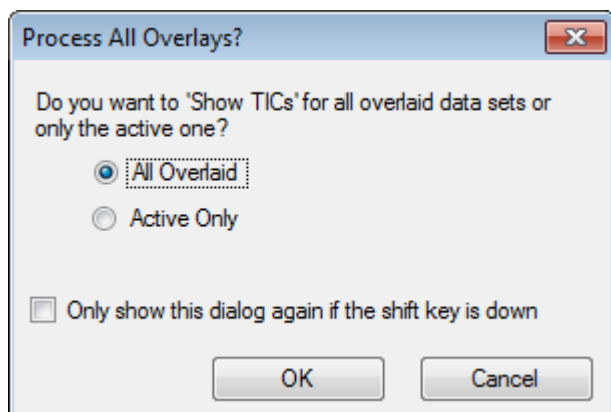 Process All Overlays?
Do you want to 'Show TICs' for all overlaid data sets or
only the active one?
All Overlaid
Active Only
Only show this dialog again if the shift key is down
OK
Cancel